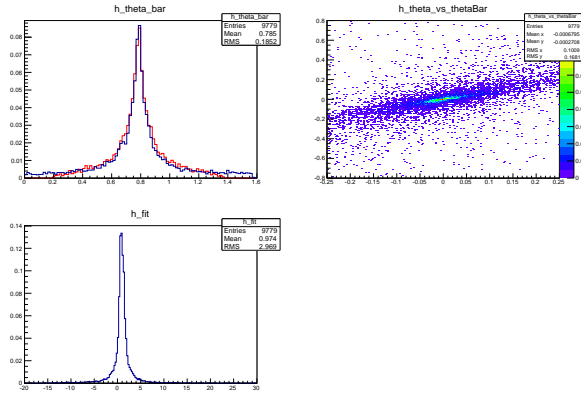 h_theta_bar
h_theta_bar
Entries 9779
Mean 0.785
RMS 0.1852
0.08
0.07
0.06
0.05
0.04
0.03
0.02
0.01
0
0 0.2 0.4 0.6 0.8 1 1.2 1.4 1.6
h_theta_vs_thetaBar
h_theta_vs_thetaBar
Entries 9779
Mean x -0.0006795
Mean y -0.0002708
RMS x 0.1009
RMS y 0.1681
0.8
0.6
0.4
0.2
0
-0.2
-0.4
-0.6
-0.8
-0.25 -0.2 -0.15 -0.1 -0.05 0 0.05 0.1 0.15 0.2 0.25
h_fit
h_fit
Entries 9779
Mean 0.974
RMS 2.969
0.14
0.12
0.1
0.08
0.06
0.04
0.02
0
-20 -15 -10 -5 0 5 10 15 20 25 30